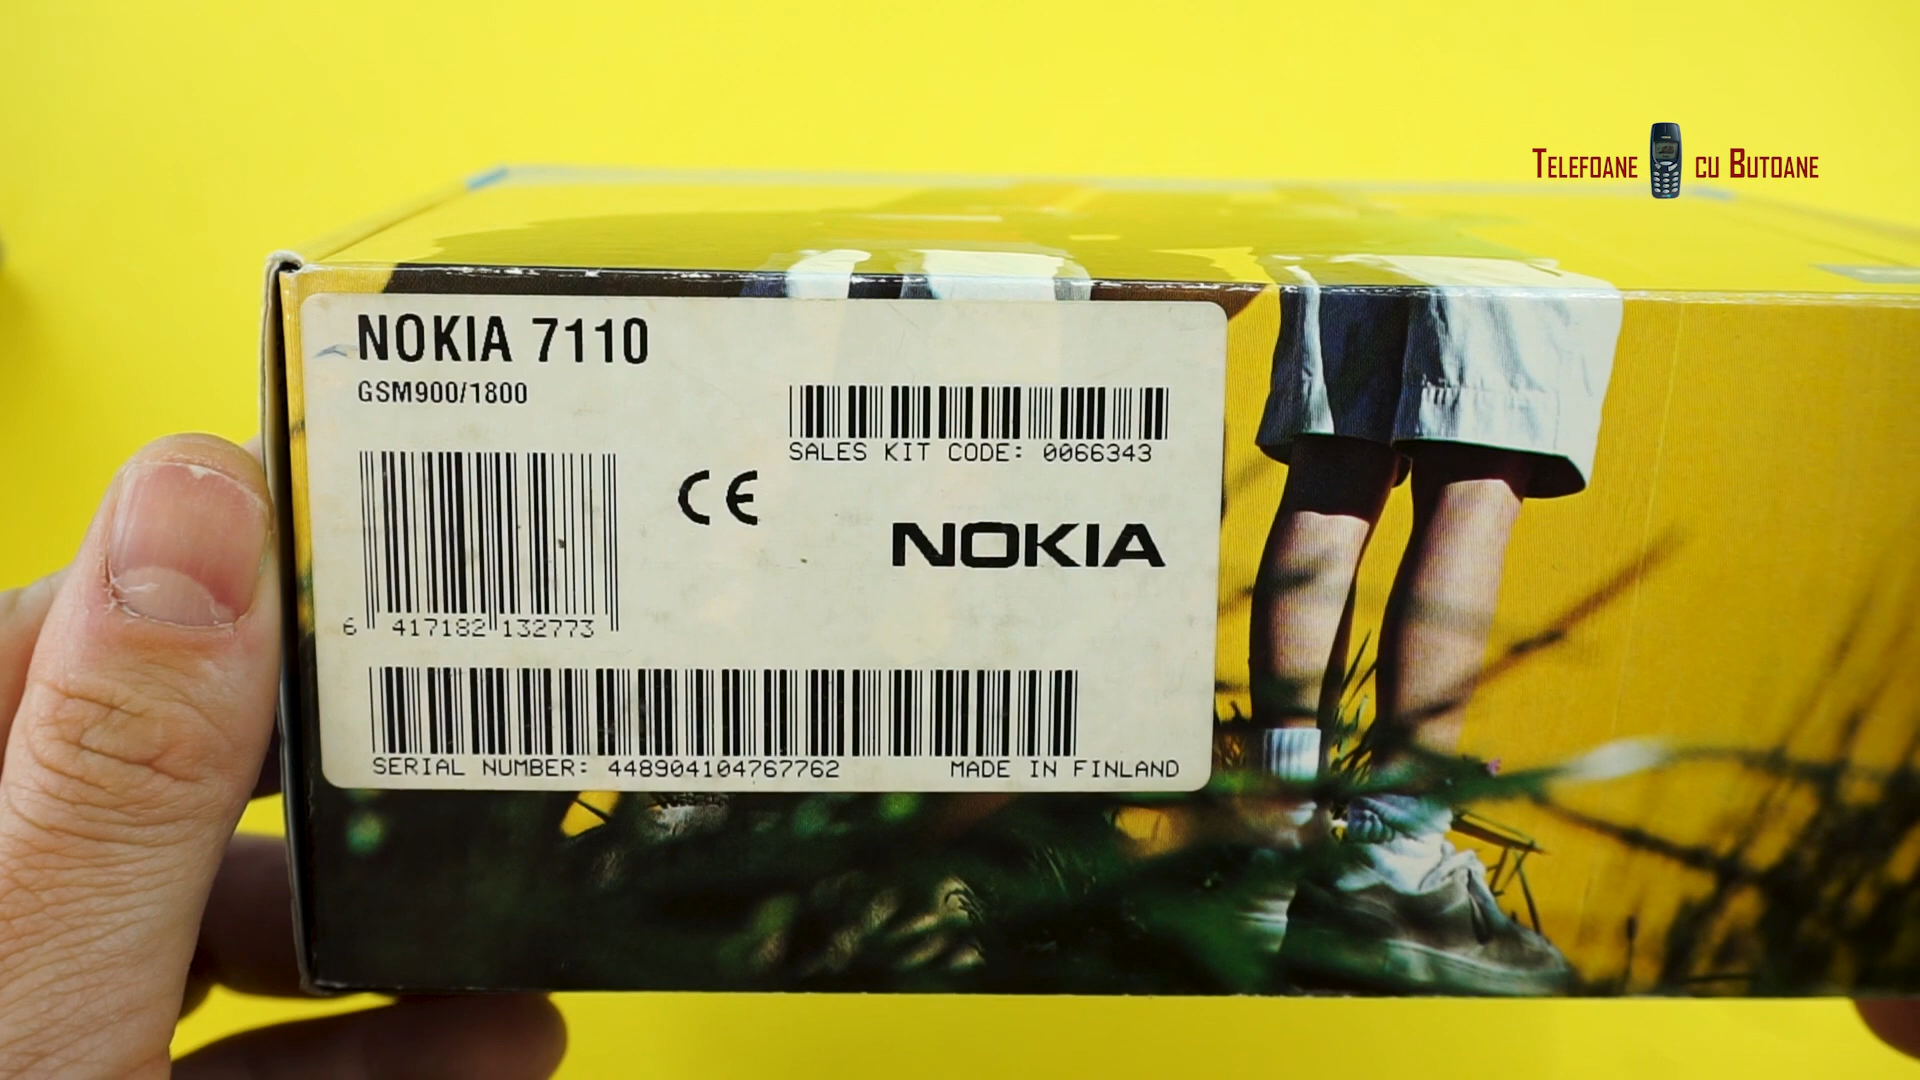 TELEFOANE CU BUTOANE
NOKIA 7110
GSM900/1800
SALES KIT CODE: 0066343
CE
NOKIA
6 417182 132773
SERIAL NUMBER: 448904104767762
MADE IN FINLAND